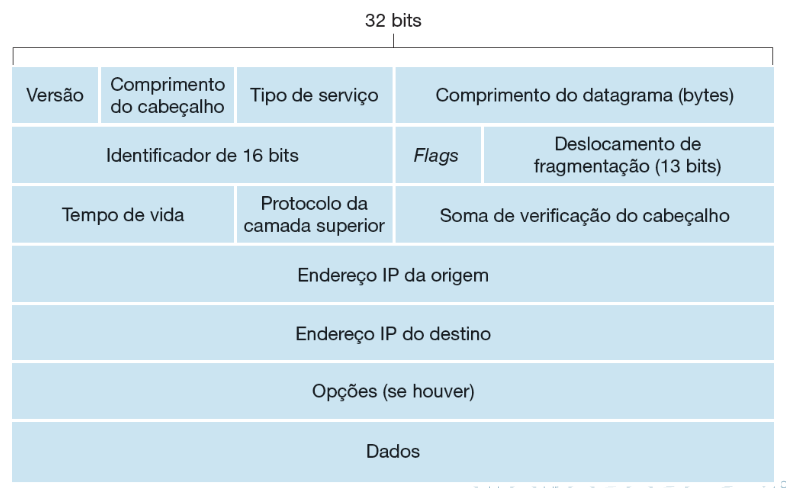 32 bits
Versão
Comprimento
do cabeçalho
Tipo de serviço
Comprimento do datagrama (bytes)
Identificador de 16 bits
Flags
Deslocamento de
fragmentação (13 bits)
Tempo de vida
Protocolo da
camada superior
Soma de verificação do cabeçalho
Endereço IP da origem
Endereço IP do destino
Opções (se houver)
Dados